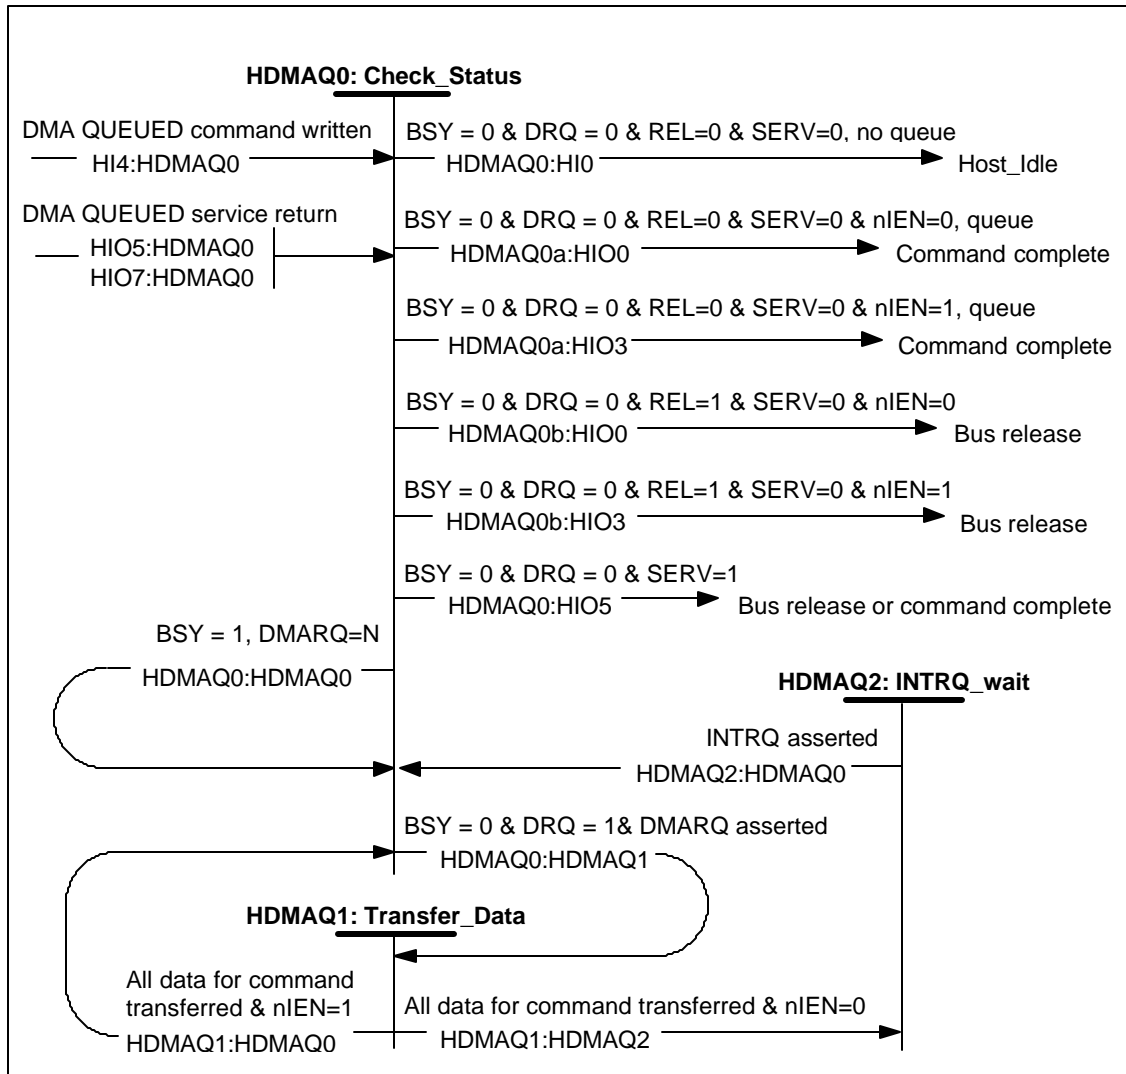 HDMAQ0: Check_Status
DMA QUEUED command written
HI4:HDMAQ0
BSY = 0 & DRQ = 0 & REL=0 & SERV=0, no queue
HDMAQ0:HI0
Host_Idle
DMA QUEUED service return
HIO5:HDMAQ0
HIO7:HDMAQ0
BSY = 0 & DRQ = 0 & REL=0 & SERV=0 & nIEN=0, queue
HDMAQ0a:HIO0
Command complete
BSY = 0 & DRQ = 0 & REL=0 & SERV=0 & nIEN=1, queue
HDMAQ0a:HIO3
Command complete
BSY = 0 & DRQ = 0 & REL=1 & SERV=0 & nIEN=0
HDMAQ0b:HIO0
Bus release
BSY = 0 & DRQ = 0 & REL=1 & SERV=0 & nIEN=1
HDMAQ0b:HIO3
Bus release
BSY = 0 & DRQ = 0 & SERV=1
HDMAQ0:HIO5
Bus release or command complete
BSY = 1, DMARQ=N
HDMAQ0:HDMAQ0
HDMAQ2: INTRQ_wait
INTRQ asserted
HDMAQ2:HDMAQ0
BSY = 0 & DRQ = 1& DMARQ asserted
HDMAQ0:HDMAQ1
HDMAQ1: Transfer_Data
All data for command
transferred & nIEN=1
HDMAQ1:HDMAQ0
All data for command transferred & nIEN=0
HDMAQ1:HDMAQ2